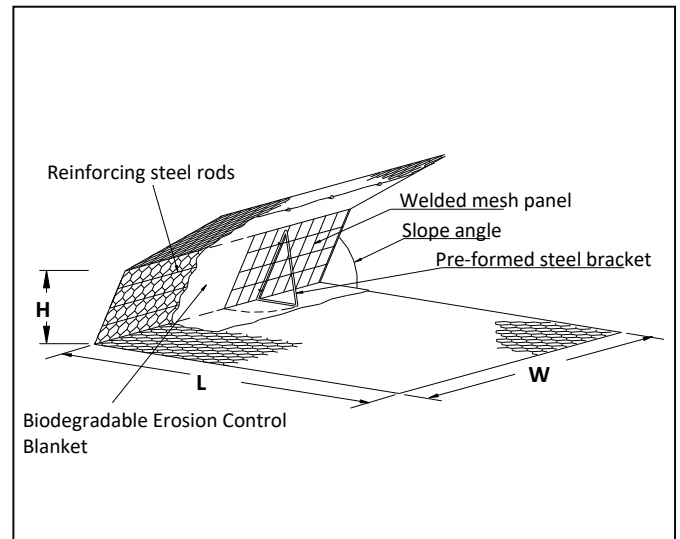 Reinforcing steel rods
Welded mesh panel
Slope angle
Pre-formed steel bracket
H
L
W
Biodegradable Erosion Control
Blanket